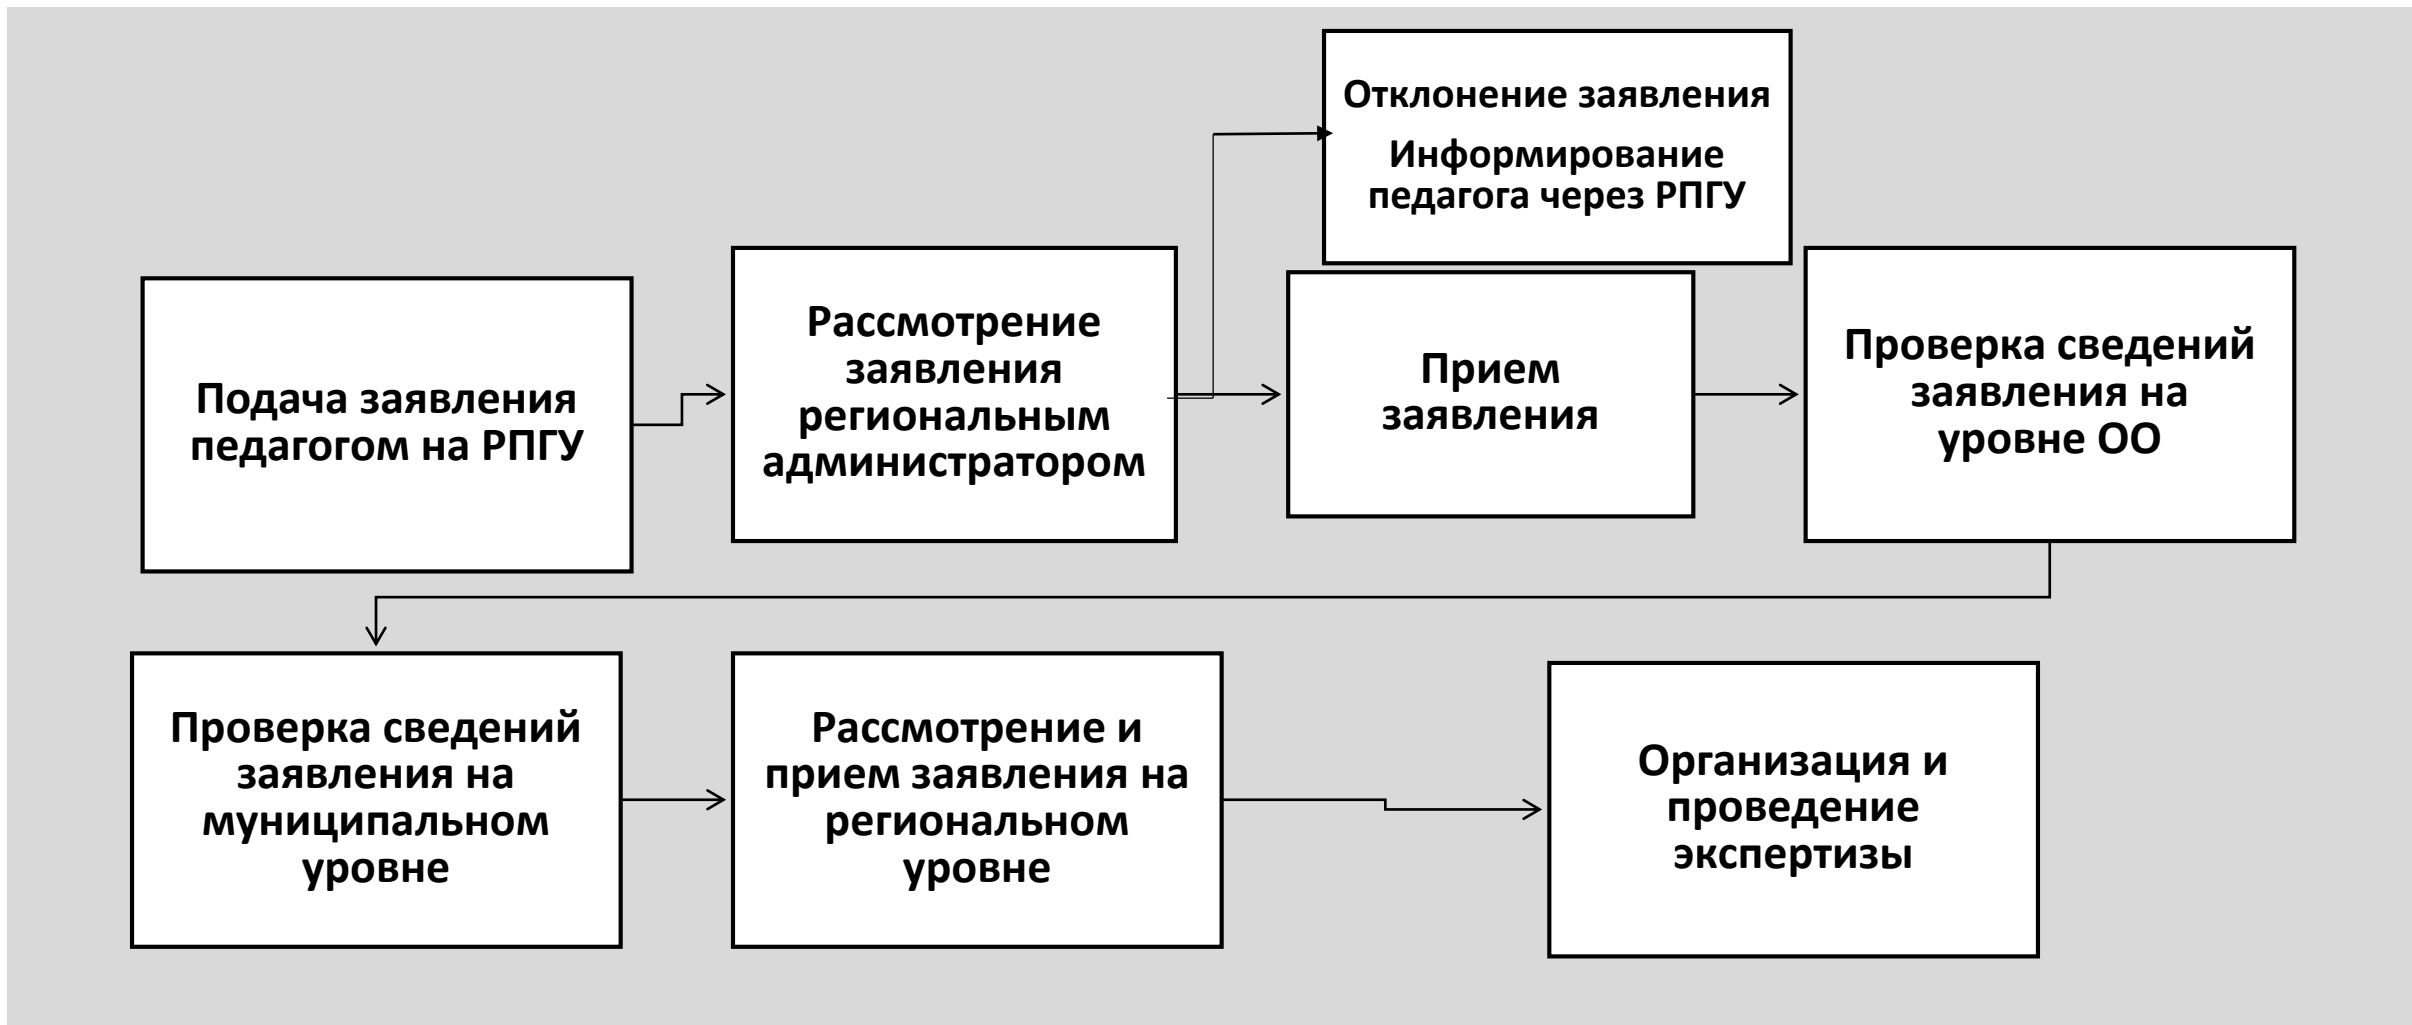 Отклонение заявления
Информирование
педагога через РПГУ
Подача заявления
педагогом на РПГУ
Рассмотрение
заявления
региональным
администратором
Прием
заявления
Проверка сведений
заявления на
уровне ОО
Проверка сведений
заявления на
муниципальном
уровне
Рассмотрение и
прием заявления на
региональном
уровне
Организация и
проведение
экспертизы